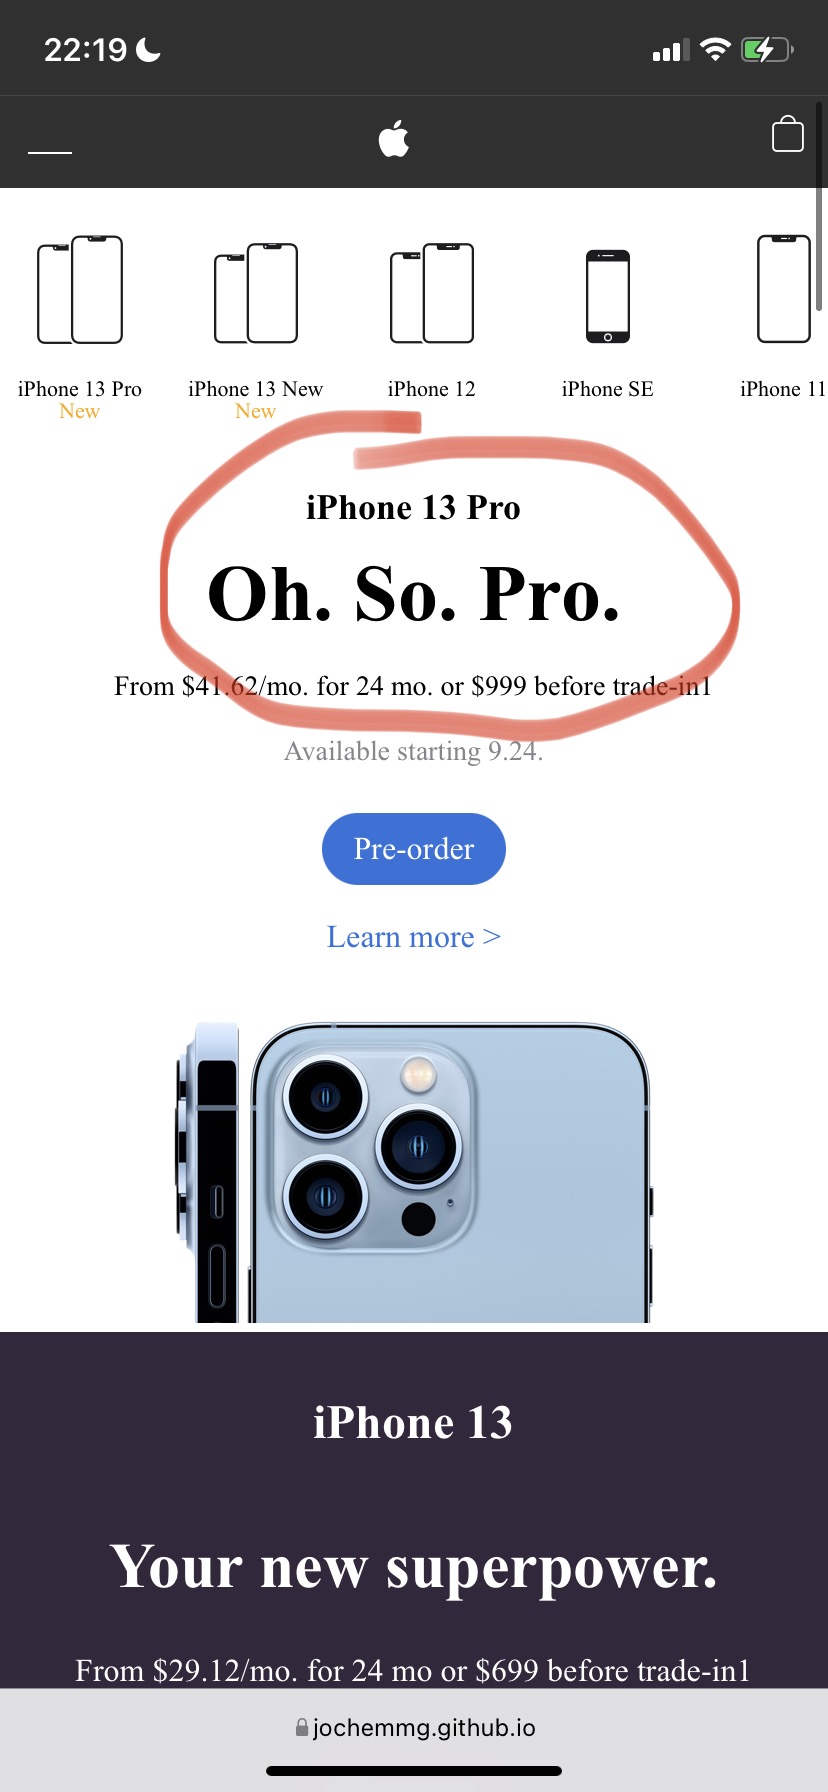 22:19
iPhone 13 Pro
New
iPhone 13 New
New
iPhone 12
iPhone SE
iPhone 11
iPhone 13 Pro
Oh. So. Pro.
From $41.62/mo. for 24 mo. or $999 before trade-in1
Available starting 9.24.
Pre-order
Learn more >
iPhone 13
Your new superpower.
From $29.12/mo. for 24 mo or $699 before trade-in1
jochemmg.github.io